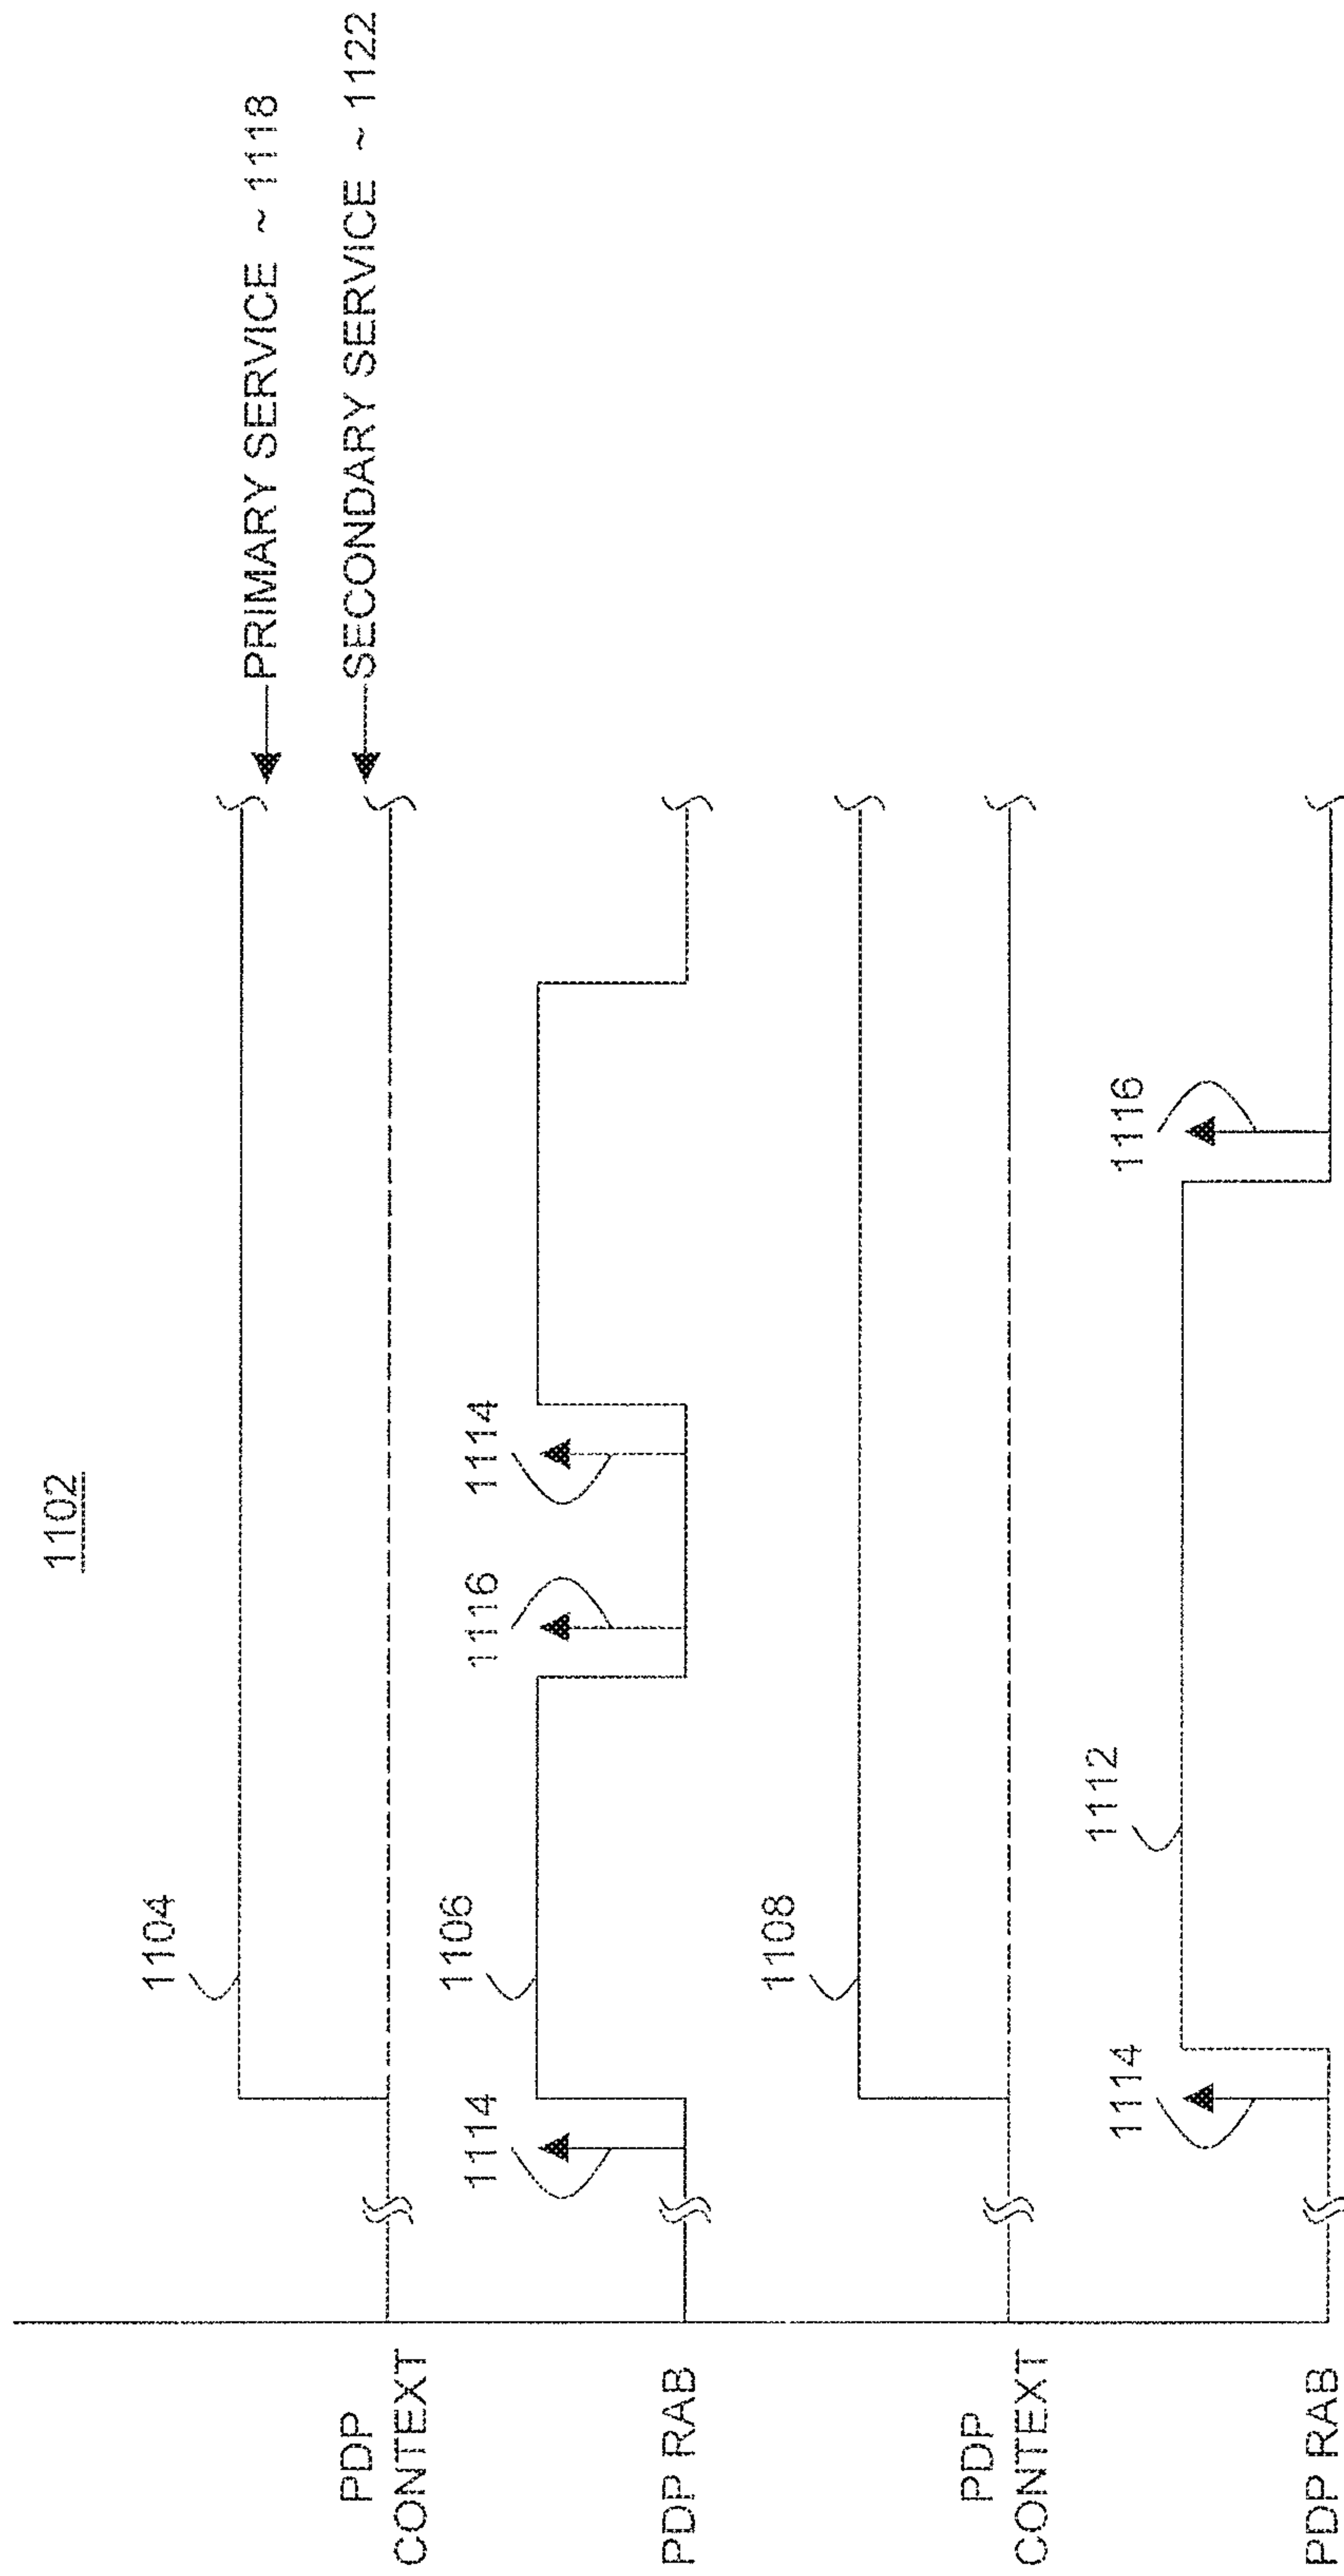 1102
PRIMARY SERVICE ~ 1118
SECONDARY SERVICE ~ 1122
1104
PDP
CONTEXT
1114
1106
1116
1114
PDP RAB
1108
PDP
CONTEXT
1114
1112
1116
PDP RAB